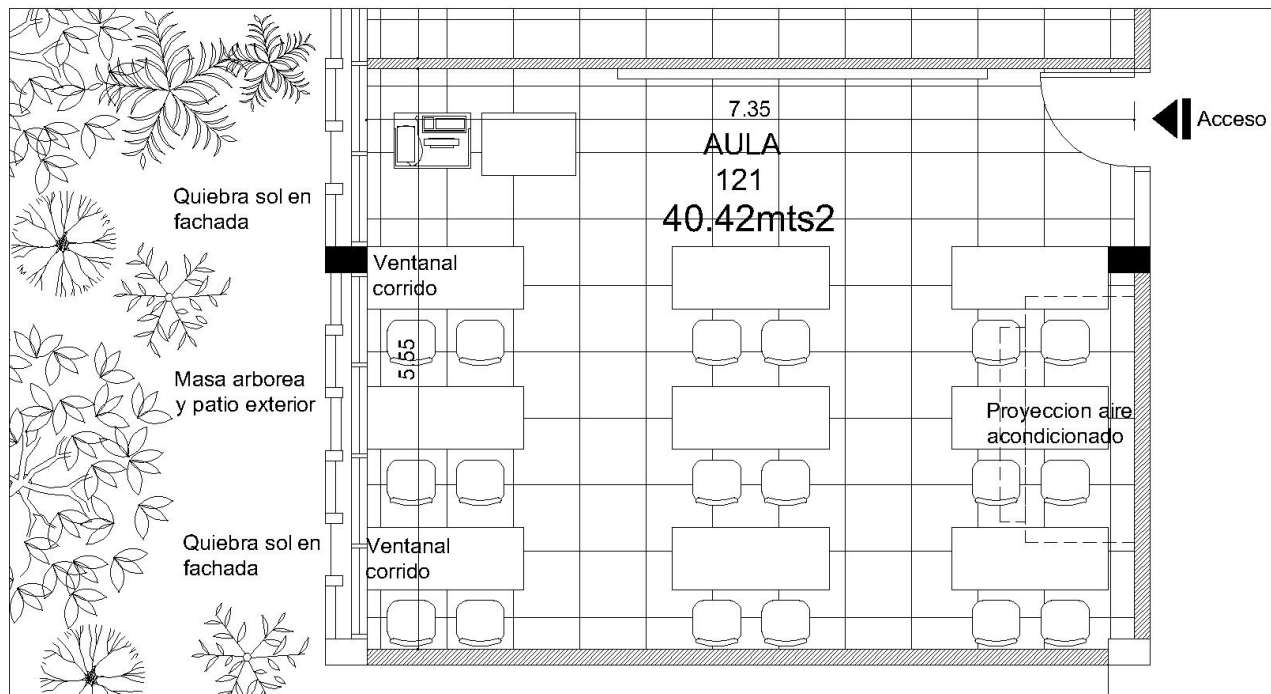 7.35
Acceso
AULA
121
40.42mts2
Quiebra sol en
fachada
Ventanal
corrido
5.55
Masa arborea
y patio exterior
Proyeccion aire
acondicionado
Quiebra sol en
fachada
Ventanal
corrido